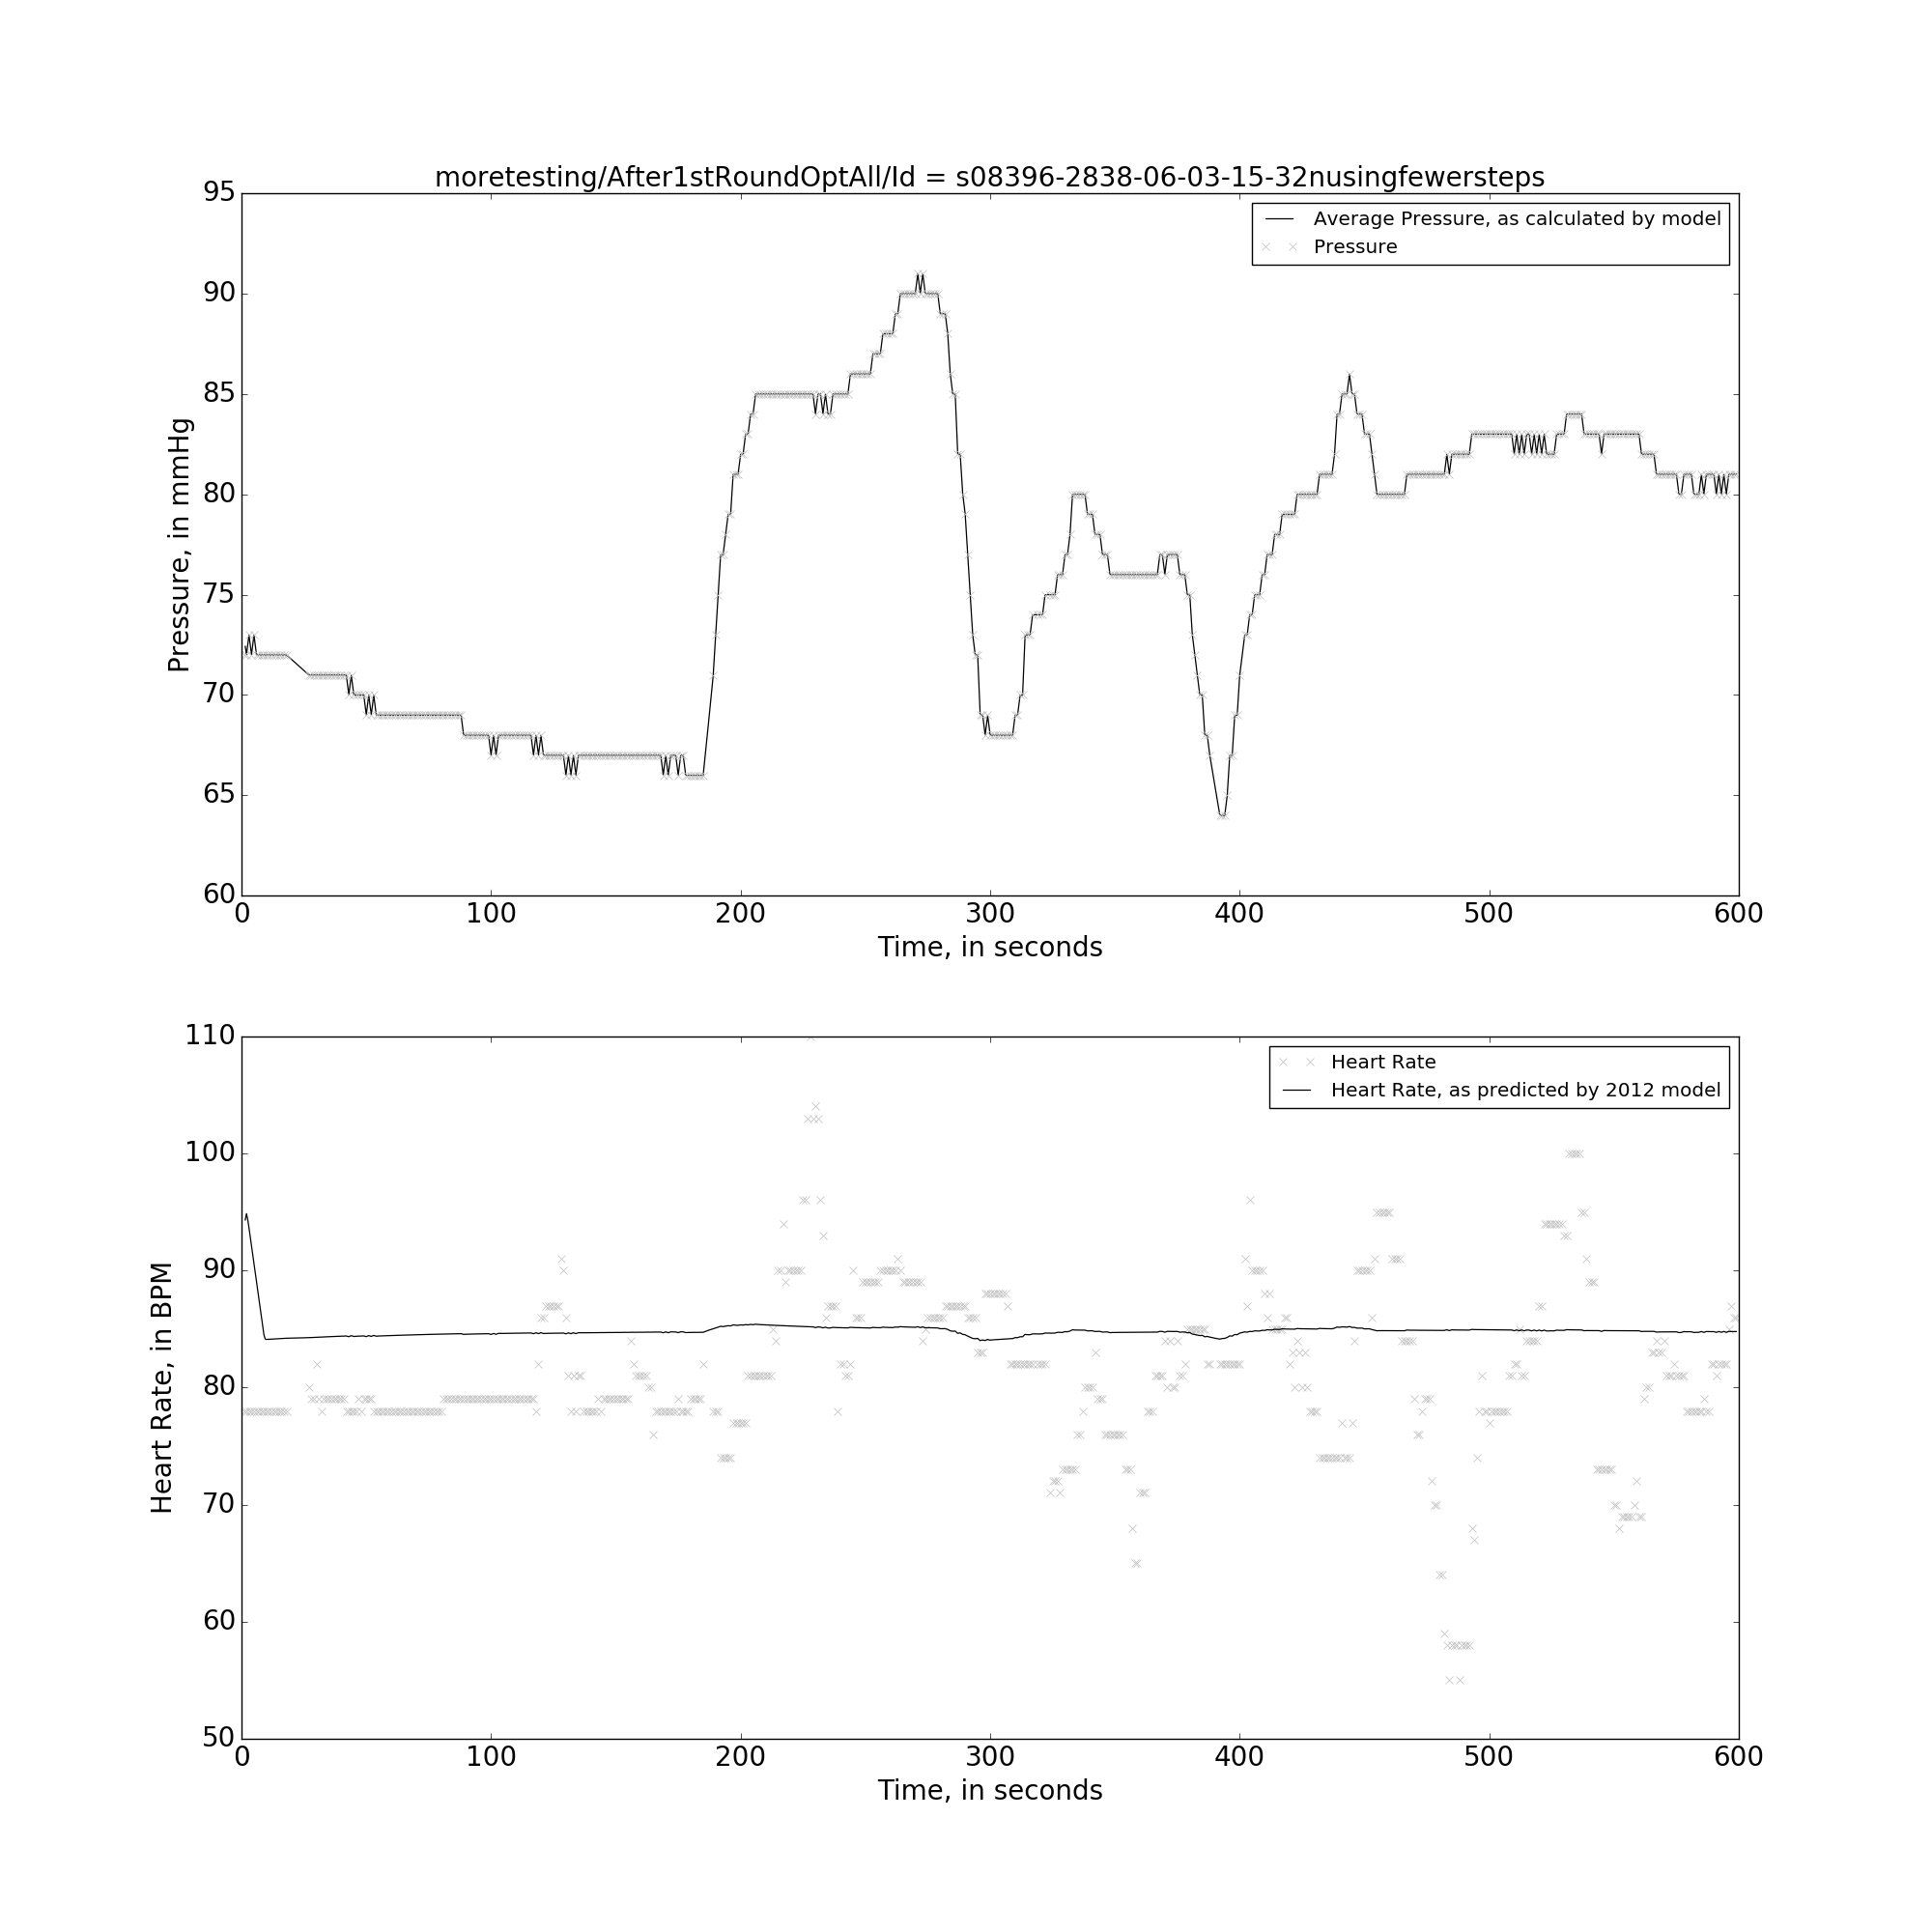 moretesting/After1stRoundOptAll/Id = s08396-2838-06-03-15-32nusingfewersteps
95
90
85
80
75
70
65
60
Pressure, in mmHg
Average Pressure, as calculated by model
Pressure
0 100 200 300 400 500 600
Time, in seconds
110
100
90
80
70
60
50
Heart Rate, in BPM
Heart Rate
Heart Rate, as predicted by 2012 model
0 100 200 300 400 500 600
Time, in seconds